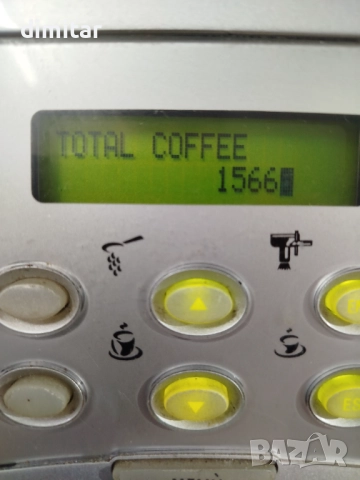 dimitar
TOTAL COFFEE
1566
BAZAR